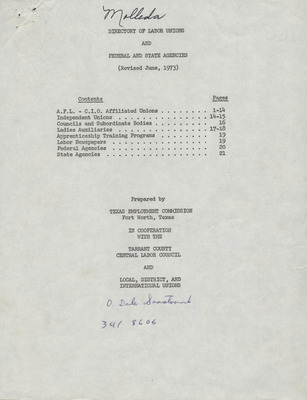 Molleda
DIRECTORY OF LABOR UNIONS
AND
FEDERAL AND STATE AGENCIES
(Revised June, 1973)
Contents Pages
A.F.L. - C.I.O. Affiliated Unions . . . . . . . . 1-14
Independent Unions . . . . . . . . . . . . . . . 14-15
Councils and Subordinate Bodies . . . . . . . . . 16
Ladies Auxiliaries . . . . . . . . . . . . . . . 17-18
Apprenticeship Training Programs . . . . . . . . 19
Labor Newspapers . . . . . . . . . . . . . . . . 19
Federal Agencies . . . . . . . . . . . . . . . . 20
State Agencies . . . . . . . . . . . . . . . . . 21
Prepared by
TEXAS EMPLOYMENT COMMISSION
Fort Worth, Texas
IN COOPERATION
WITH THE
TARRANT COUNTY
CENTRAL LABOR COUNCIL
AND
LOCAL, DISTRICT, AND
INTERNATIONAL UNIONS
O. Dale
341 8606